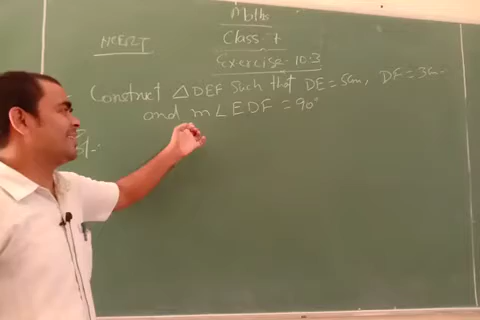 Maths
Class-7
NCERT
Exercise-10.3
Construct △DEF such that DE=5cm, DF=3cm
and m∠EDF=90°